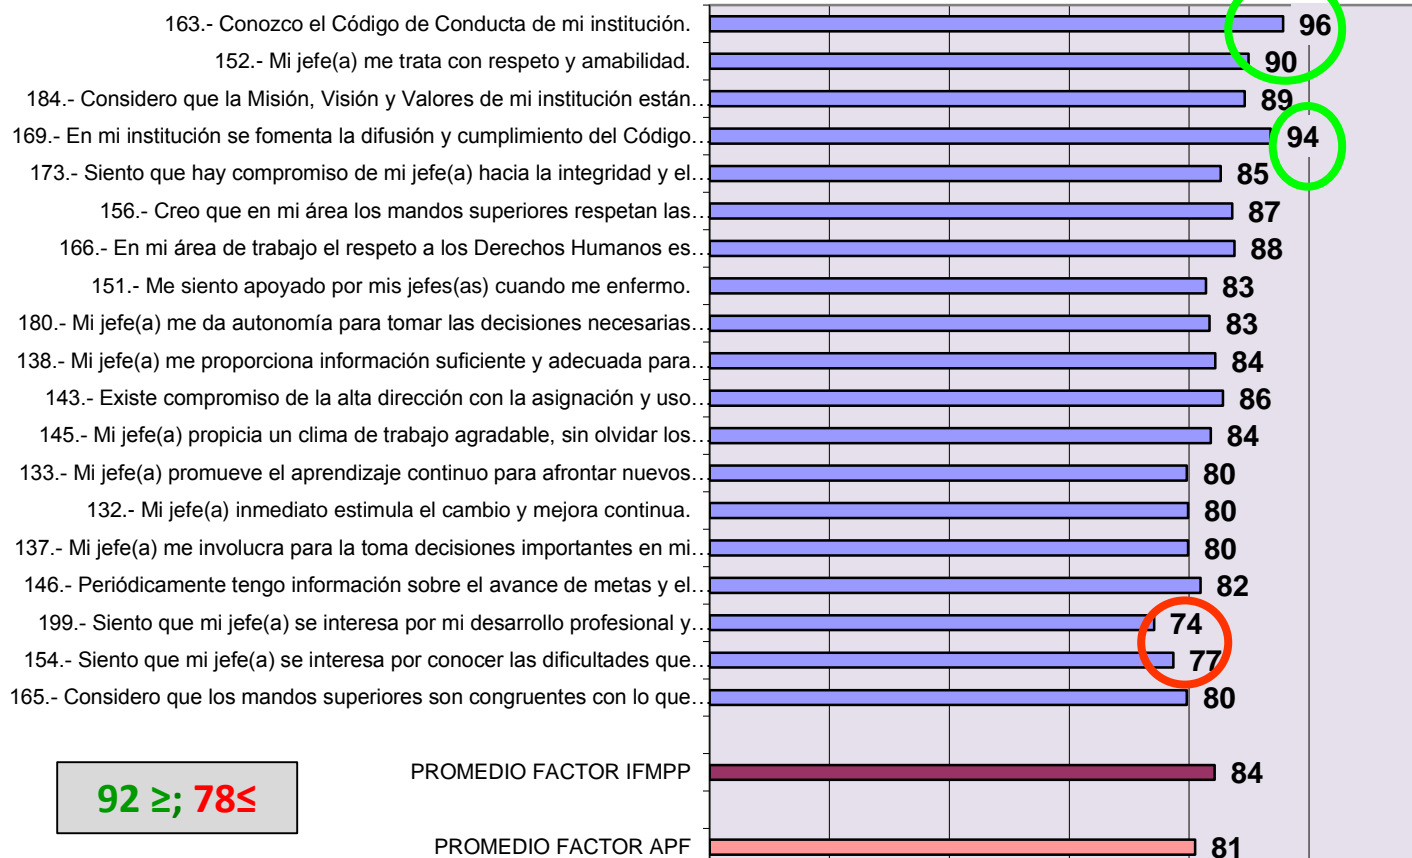 163.- Conozco el Código de Conducta de mi institución. 96
152.- Mi jefe(a) me trata con respeto y amabilidad. 90
184.- Considero que la Misión, Visión y Valores de mi institución están… 89
169.- En mi institución se fomenta la difusión y cumplimiento del Código… 94
173.- Siento que hay compromiso de mi jefe(a) hacia la integridad y el… 85
156.- Creo que en mi área los mandos superiores respetan las… 87
166.- En mi área de trabajo el respeto a los Derechos Humanos es… 88
151.- Me siento apoyado por mis jefes(as) cuando me enfermo. 83
180.- Mi jefe(a) me da autonomía para tomar las decisiones necesarias… 83
138.- Mi jefe(a) me proporciona información suficiente y adecuada para… 84
143.- Existe compromiso de la alta dirección con la asignación y uso… 86
145.- Mi jefe(a) propicia un clima de trabajo agradable, sin olvidar los… 84
133.- Mi jefe(a) promueve el aprendizaje continuo para afrontar nuevos… 80
132.- Mi jefe(a) inmediato estimula el cambio y mejora continua. 80
137.- Mi jefe(a) me involucra para la toma decisiones importantes en mi… 80
146.- Periódicamente tengo información sobre el avance de metas y el… 82
199.- Siento que mi jefe(a) se interesa por mi desarrollo profesional y… 74
154.- Siento que mi jefe(a) se interesa por conocer las dificultades que… 77
165.- Considero que los mandos superiores son congruentes con lo que… 80
PROMEDIO FACTOR IFMPP 84
92 ≥; 78≤
PROMEDIO FACTOR APF 81